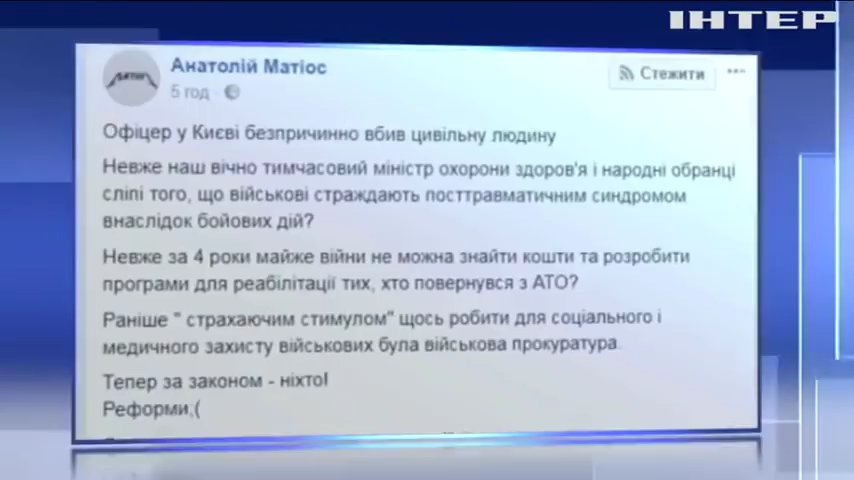 ІНТЕР
Анатолій Матіос
Стежити
5 год
Офіцер у Києві безпричинно вбив цивільну людину
Невже наш вічно тимчасовий міністр охорони здоров'я і народні обранці
сліпі того, що військові страждають посттравматичним синдромом
внаслідок бойових дій?
Невже за 4 роки майже війни не можна знайти кошти та розробити
програми для реабілітації тих, хто повернувся з АТО?
Раніше " страхаючим стимулом" щось робити для соціального і
медичного захисту військових була військова прокуратура.
Тепер за законом - ніхто!
Реформи;(